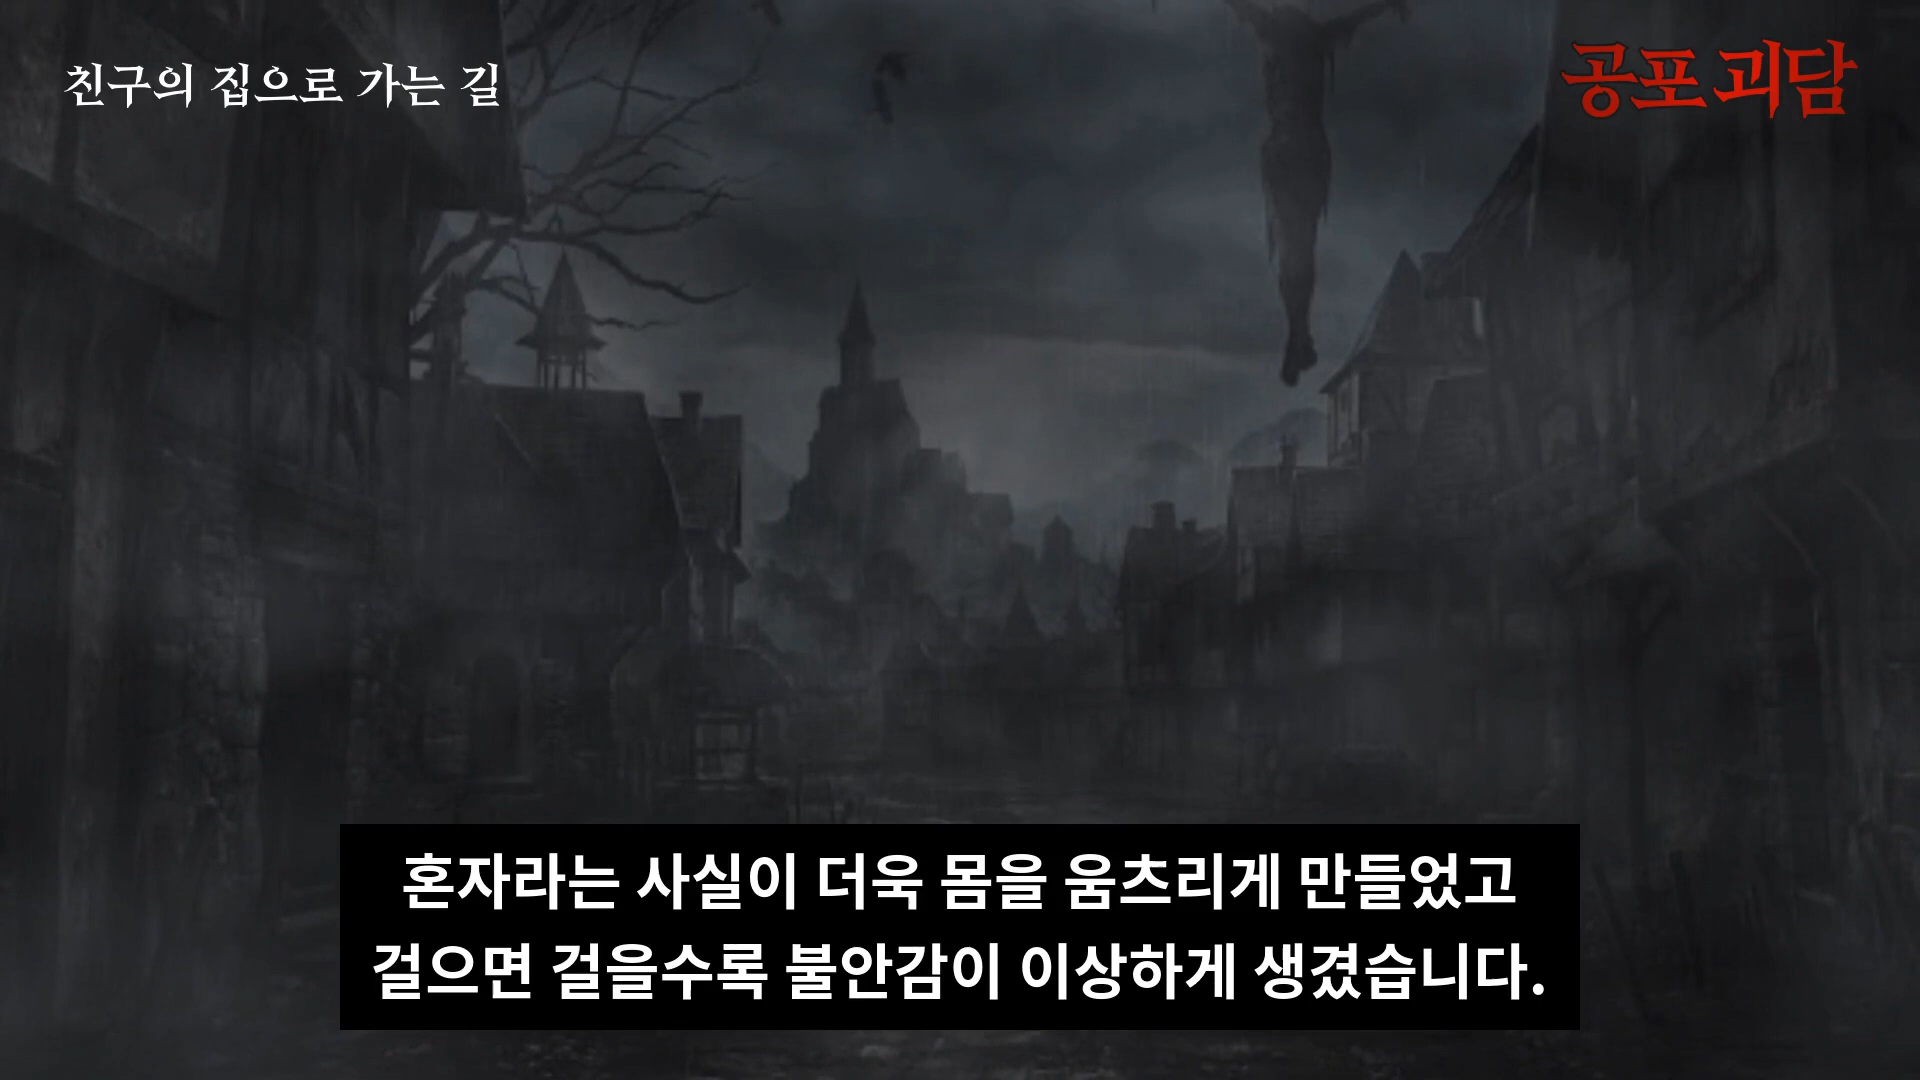 친구의 집으로 가는 길
공포 괴담
혼자라는 사실이 더욱 몸을 움츠리게 만들었고
걸으면 걸을수록 불안감이 이상하게 생겼습니다.